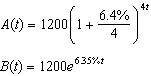 A(t) = 1200(1 + 6.4%/4)^{4t}
B(t) = 1200e^{6.35%t}